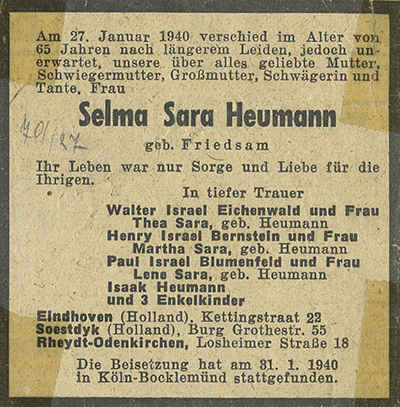 Am 27. Januar 1940 verschied im Alter von
65 Jahren nach längerem Leiden, jedoch un-
erwartet, unsere über alles geliebte Mutter,
Schwiegermutter, Großmutter, Schwägerin und
Tante, Frau
Selma Sara Heumann
geb. Friedsam
Ihr Leben war nur Sorge und Liebe für die
Ihrigen.
In tiefer Trauer
Walter Israel Eichenwald und Frau
Thea Sara, geb. Heumann
Henry Israel Bernstein und Frau
Martha Sara, geb. Heumann
Paul Israel Blumenfeld und Frau
Lene Sara, geb. Heumann
Isaak Heumann
und 3 Enkelkinder
Eindhoven (Holland), Kettingstraat 22
Soestdyk (Holland), Burg Grothestr. 55
Rheydt-Odenkirchen, Losheimer Straße 18
Die Beisetzung hat am 31. 1. 1940
in Köln-Bocklemünd stattgefunden.